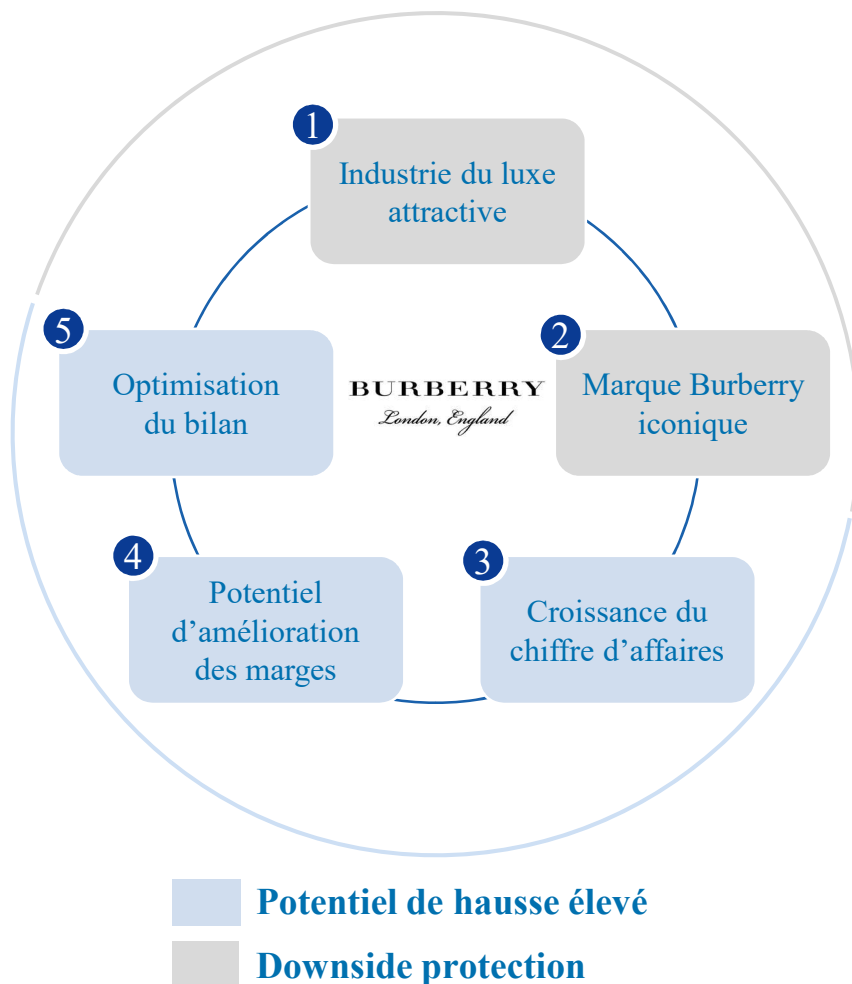 1
Industrie du luxe
attractive
2
Marque Burberry
iconique
3
Croissance du
chiffre d’affaires
4
Potentiel
d’amélioration
des marges
5
Optimisation
du bilan
BURBERRY
London, England
Potentiel de hausse élevé
Downside protection